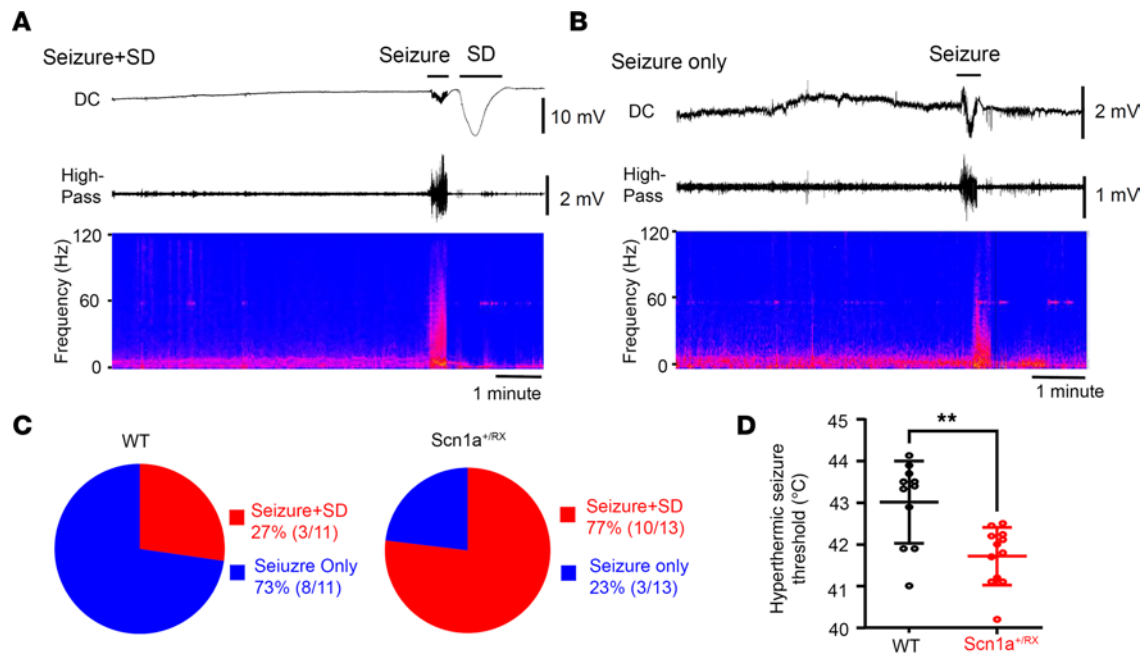 A
Seizure+SD
Seizure
SD
DC
10 mV
High-
Pass
2 mV
Frequency (Hz)
120
60
0
1 minute
B
Seizure only
Seizure
DC
2 mV
High-
Pass
1 mV
Frequency (Hz)
120
60
0
1 minute
C
WT
Seizure+SD
27% (3/11)
Seiuzre Only
73% (8/11)
Scn1a+/RX
Seizure+SD
77% (10/13)
Seizure only
23% (3/13)
D
**
Hyperthermic seizure
threshold (°C)
45
44
43
42
41
40
WT
Scn1a+/RX